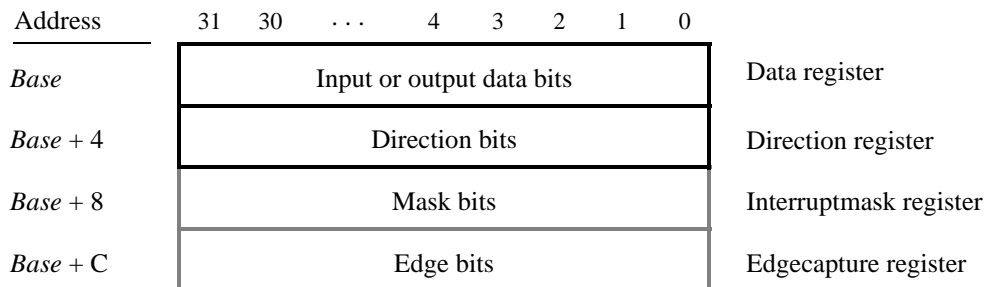 Address 31 30 · · · 4 3 2 1 0
Base Input or output data bits Data register
Base + 4 Direction bits Direction register
Base + 8 Mask bits Interruptmask register
Base + C Edge bits Edgecapture register